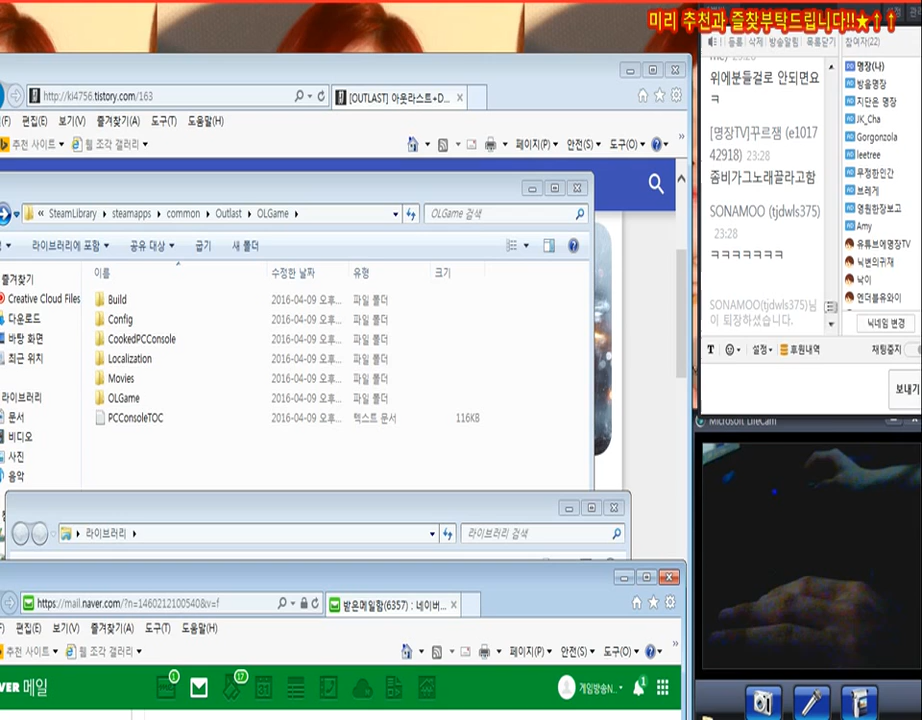 미리 추천과 즐찾부탁드립니다!!★↑↑
http://ki4756.tistory.com/163
[OUTLAST] 아웃라스트+D...
편집(E) 보기(V) 즐겨찾기(A) 도구(T) 도움말(H)
추천 사이트 웹 조각 갤러리
페이지(P) 안전(S) 도구(O)
« SteamLibrary steamapps common Outlast OLGame
OLGame 검색
라이브러리에 포함 공유 대상 굽기 새 폴더
이름 수정한 날짜 유형 크기
Build 2016-04-09 오후... 파일 폴더
Config 2016-04-09 오후... 파일 폴더
CookedPCConsole 2016-04-09 오후... 파일 폴더
Localization 2016-04-09 오후... 파일 폴더
Movies 2016-04-09 오후... 파일 폴더
OLGame 2016-04-09 오후... 파일 폴더
PCConsoleTOC 2016-04-09 오후... 텍스트 문서 116KB
즐겨찾기
Creative Cloud Files
다운로드
바탕 화면
최근 위치
라이브러리
문서
비디오
사진
음악
라이브러리
라이브러리 검색
https://mail.naver.com/?n=1460212100540&v=f
받은메일함(6357) : 네이버...
편집(E) 보기(V) 즐겨찾기(A) 도구(T) 도움말(H)
추천 사이트 웹 조각 갤러리
페이지(P) 안전(S) 도구(O)
VER 메일
1
17
31
게임방송N..
1
등록 삭제 방송알림 목록닫기 참여자(22)
위에분들걸로 안되면요
ㅋ
[명장TV]꾸르잼 (e1017
42918) 23:28
좀비가그노래끌라고함
SONAMOO (tjdwls375)
23:28
ㅋㅋㅋㅋㅋㅋㅋ
SONAMOO(tjdwls375)님
이 퇴장하셨습니다.
명장(나)
방을명장
지단은 명장
JK_Cha
Gorgonzola
leetree
무정한인간
브레게
영원한장보고
Amy
유튜브에명장TV
닉변의귀재
낙이
엔더블유와이
닉네임 변경
T 설정 후원내역 채팅중지
보내기
Microsoft LifeCam